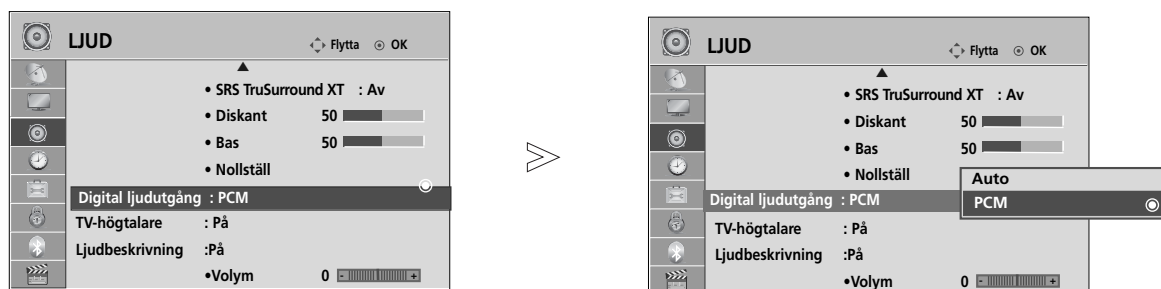 LJUD
Flytta
OK
• SRS TruSurround XT : Av
• Diskant 50
• Bas 50
• Nollställ
Digital ljudutgång : PCM
TV-högtalare : På
Ljudbeskrivning :På
•Volym 0 - +
LJUD
Flytta
OK
• SRS TruSurround XT : Av
• Diskant 50
• Bas 50
• Nollställ
Digital ljudutgång : PCM
Auto
PCM
TV-högtalare : På
Ljudbeskrivning :På
•Volym 0 - +